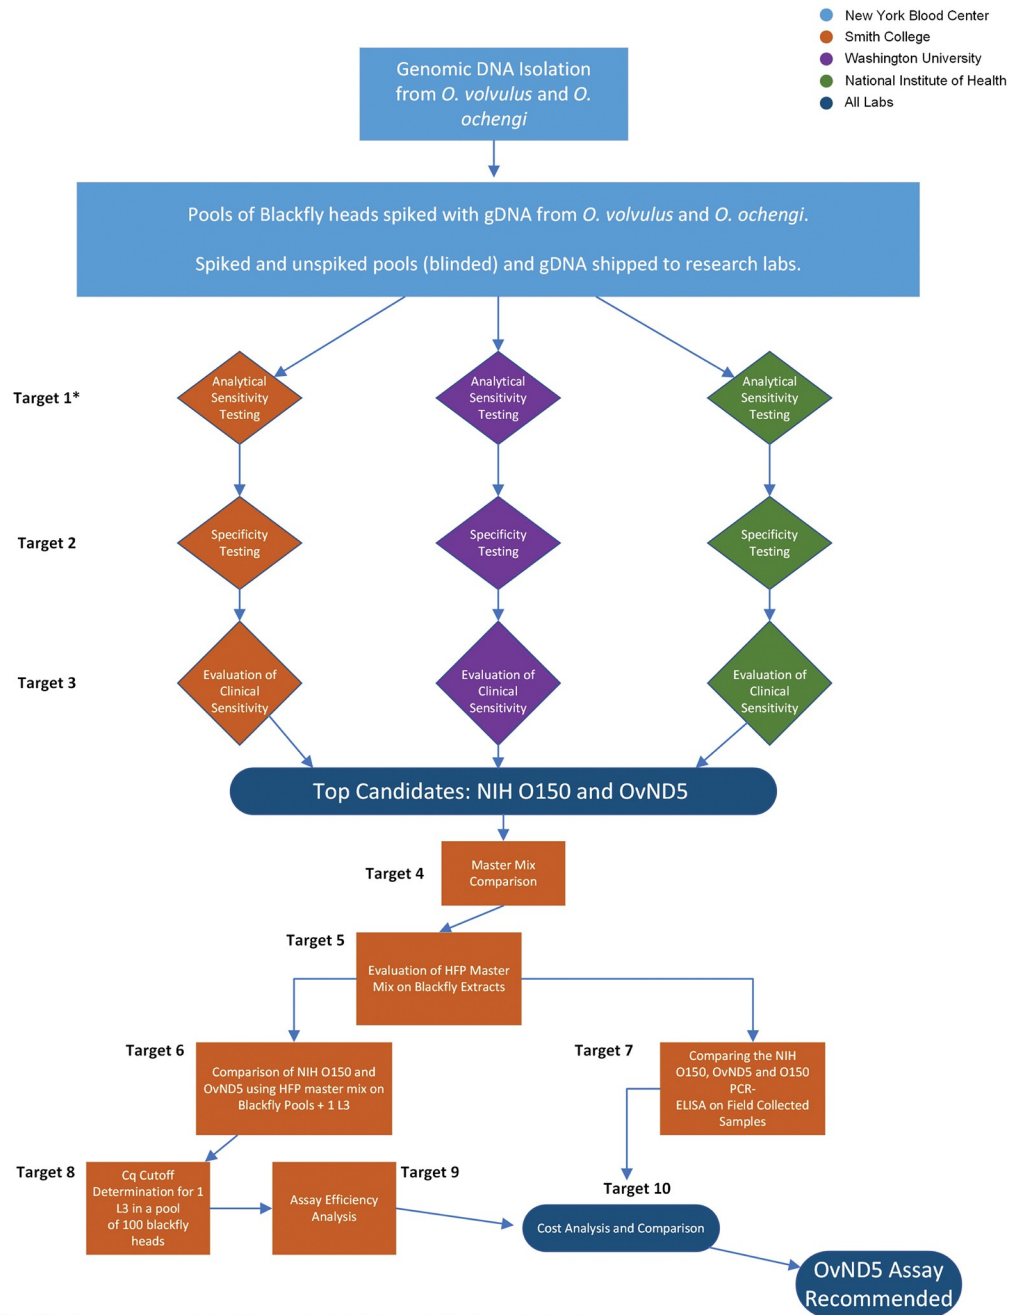 New York Blood Center
Smith College
Washington University
National Institute of Health
All Labs
Genomic DNA Isolation
from O. volvulus and O.
ochengi
Pools of Blackfly heads spiked with gDNA from O. volvulus and O. ochengi.
Spiked and unspiked pools (blinded) and gDNA shipped to research labs.
Target 1*
Analytical
Sensitivity
Testing
Analytical
Sensitivity
Testing
Analytical
Sensitivity
Testing
Target 2
Specificity
Testing
Specificity
Testing
Specificity
Testing
Target 3
Evaluation of
Clinical
Sensitivity
Evaluation of
Clinical
Sensitivity
Evaluation of
Clinical
Sensitivity
Top Candidates: NIH O150 and OvND5
Target 4
Master Mix
Comparison
Target 5
Evaluation of HFP Master
Mix on Blackfly Extracts
Target 6
Comparison of NIH O150 and
OvND5 using HFP master mix on
Blackfly Pools + 1 L3
Target 7
Comparing the NIH
O150, OvND5 and O150
PCR-
ELISA on Field Collected
Samples
Target 8
Cq Cutoff
Determination for 1
L3 in a pool
of 100 blackfly
heads
Target 9
Assay Efficiency
Analysis
Target 10
Cost Analysis and Comparison
OvND5 Assay
Recommended